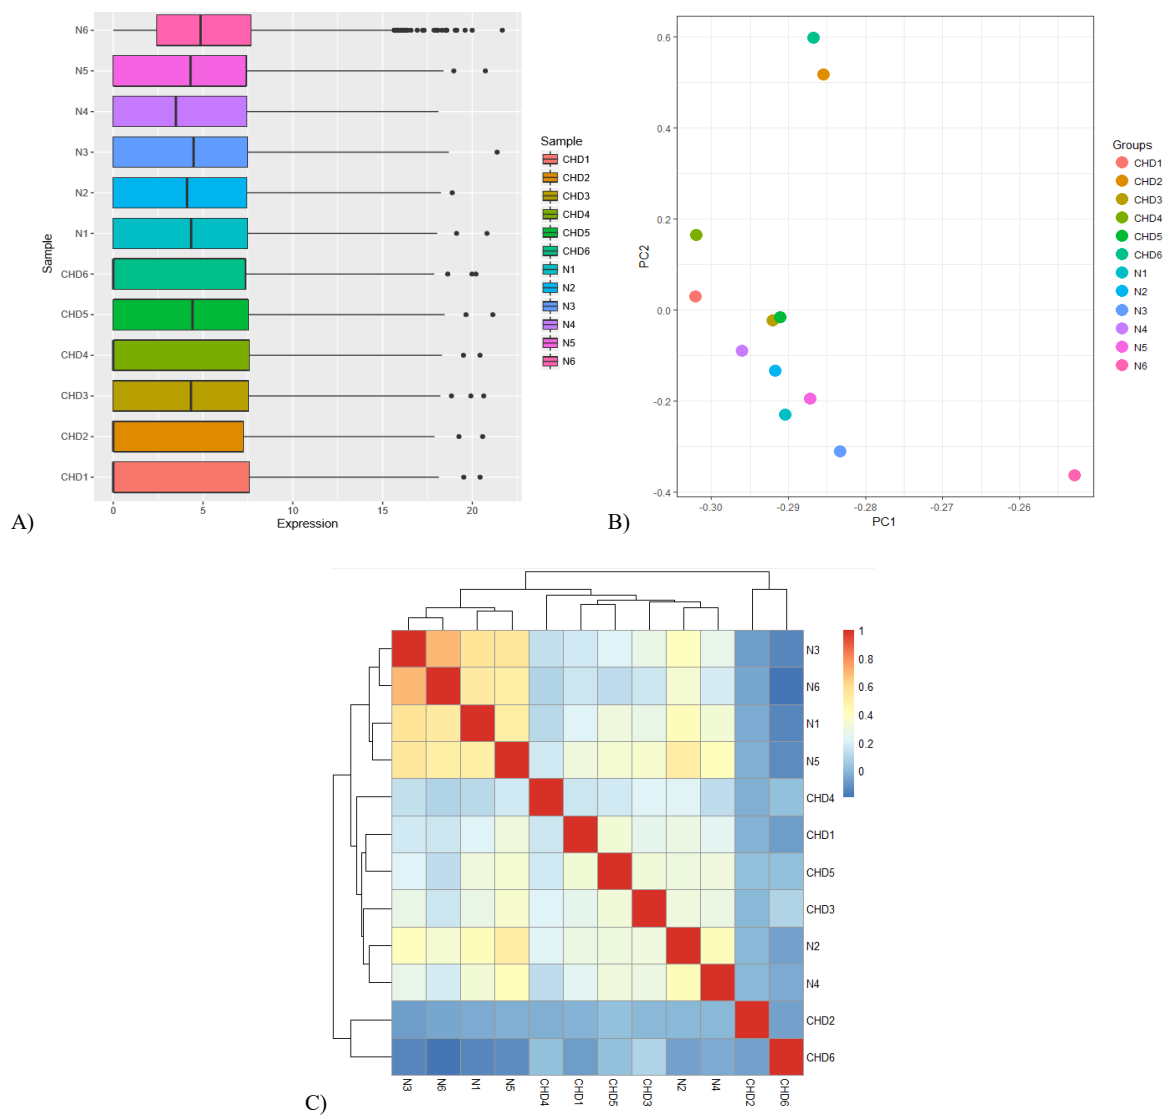 N6
N5
N4
N3
N2
N1
CHD6
CHD5
CHD4
CHD3
CHD2
CHD1
Sample
0 5 10 15 20
Expression
Sample
CHD1
CHD2
CHD3
CHD4
CHD5
CHD6
N1
N2
N3
N4
N5
N6
A)
0.6
0.4
0.2
0.0
-0.2
-0.4
PC2
-0.30 -0.29 -0.28 -0.27 -0.26
PC1
Groups
CHD1
CHD2
CHD3
CHD4
CHD5
CHD6
N1
N2
N3
N4
N5
N6
B)
N3
N6
N1
N5
CHD4
CHD1
CHD5
CHD3
N2
N4
CHD2
CHD6
1
0.8
0.6
0.4
0.2
0
N3 N6 N1 N5 CHD4 CHD1 CHD5 CHD3 N2 N4 CHD2 CHD6
C)